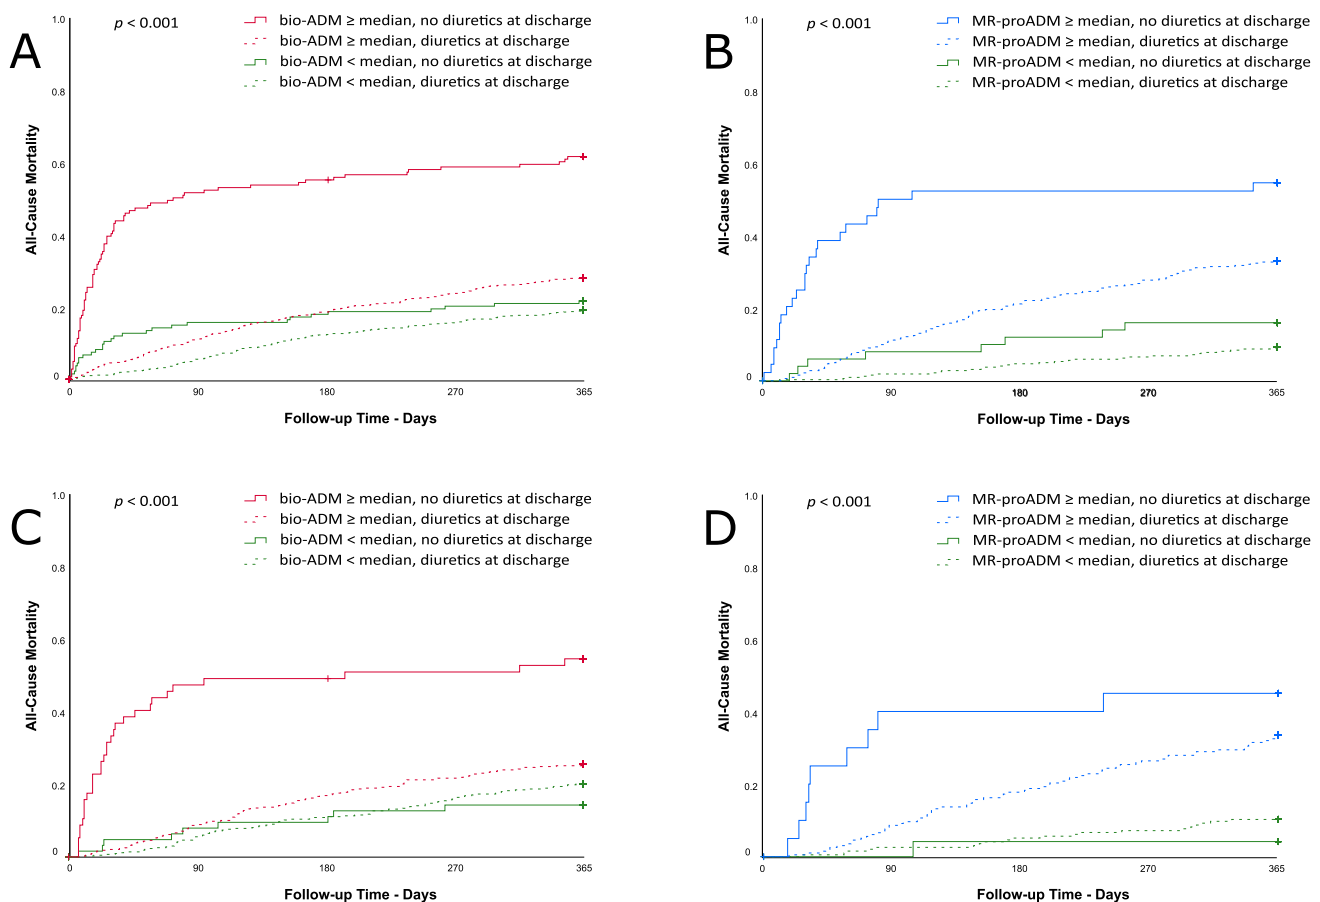 A
p < 0.001
bio-ADM ≥ median, no diuretics at discharge
bio-ADM ≥ median, diuretics at discharge
bio-ADM < median, no diuretics at discharge
bio-ADM < median, diuretics at discharge
All-Cause Mortality
1.0
0.8
0.6
0.4
0.2
0
0 90 180 270 365
Follow-up Time - Days
B
p < 0.001
MR-proADM ≥ median, no diuretics at discharge
MR-proADM ≥ median, diuretics at discharge
MR-proADM < median, no diuretics at discharge
MR-proADM < median, diuretics at discharge
All-Cause Mortality
1.0
0.8
0.6
0.4
0.2
0
0 90 180 270 365
Follow-up Time - Days
C
p < 0.001
bio-ADM ≥ median, no diuretics at discharge
bio-ADM ≥ median, diuretics at discharge
bio-ADM < median, no diuretics at discharge
bio-ADM < median, diuretics at discharge
All-Cause Mortality
1.0
0.8
0.6
0.4
0.2
0
0 90 180 270 365
Follow-up Time - Days
D
p < 0.001
MR-proADM ≥ median, no diuretics at discharge
MR-proADM ≥ median, diuretics at discharge
MR-proADM < median, no diuretics at discharge
MR-proADM < median, diuretics at discharge
All-Cause Mortality
1.0
0.8
0.6
0.4
0.2
0
0 90 180 270 365
Follow-up Time - Days